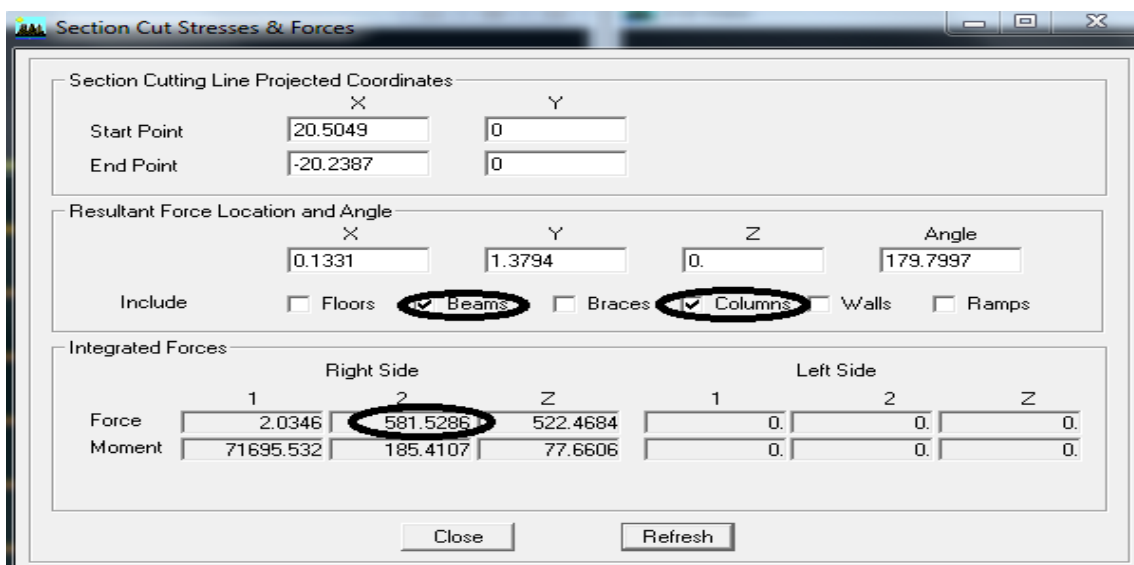 Section Cut Stresses & Forces
Section Cutting Line Projected Coordinates
X Y
Start Point 20.5049 0
End Point -20.2387 0
Resultant Force Location and Angle
X Y Z Angle
0.1331 1.3794 0. 179.7997
Include Floors Beams Braces Columns Walls Ramps
Integrated Forces
Right Side Left Side
1 2 Z 1 2 Z
Force 2.0346 581.5286 522.4684 0. 0. 0.
Moment 71695.532 185.4107 77.6606 0. 0. 0.
Close Refresh